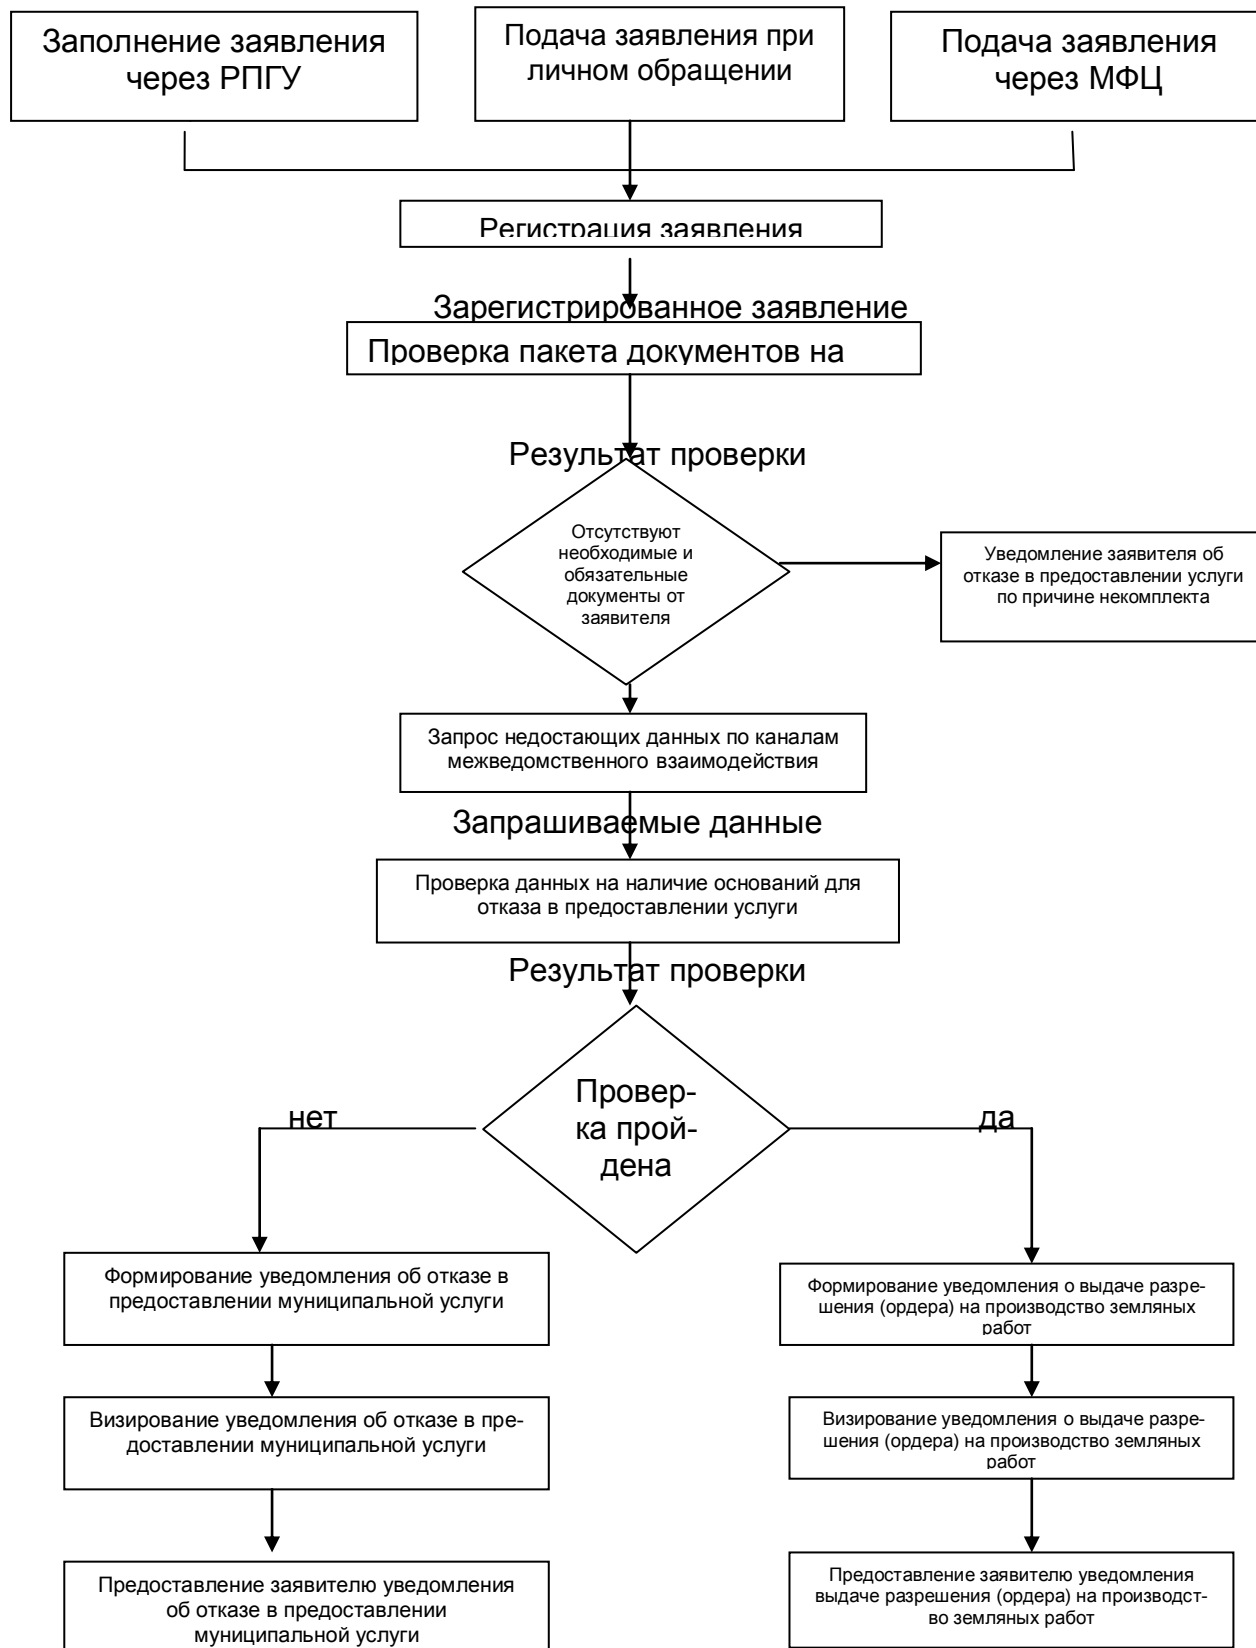 Заполнение заявления
через РПГУ
Подача заявления при
личном обращении
Подача заявления
через МФЦ
Регистрация заявления
Зарегистрированное заявление
Проверка пакета документов на
Результат проверки
Отсутствуют
необходимые и
обязательные
документы от
заявителя
Уведомление заявителя об
отказе в предоставлении услуги
по причине некомплекта
Запрос недостающих данных по каналам
межведомственного взаимодействия
Запрашиваемые данные
Проверка данных на наличие оснований для
отказа в предоставлении услуги
Результат проверки
Провер-
ка прой-
дена
нет
да
Формирование уведомления об отказе в
предоставлении муниципальной услуги
Формирование уведомления о выдаче разре-
шения (ордера) на производство земляных
работ
Визирование уведомления об отказе в пре-
доставлении муниципальной услуги
Визирование уведомления о выдаче разре-
шения (ордера) на производство земляных
работ
Предоставление заявителю уведомления
об отказе в предоставлении
муниципальной услуги
Предоставление заявителю уведомления
выдаче разрешения (ордера) на производст-
во земляных работ